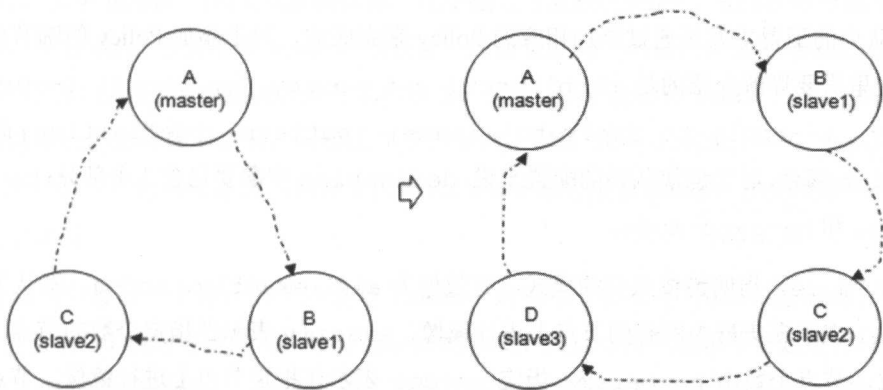 A
(master)
C
(slave2)
B
(slave1)
A
(master)
B
(slave1)
D
(slave3)
C
(slave2)